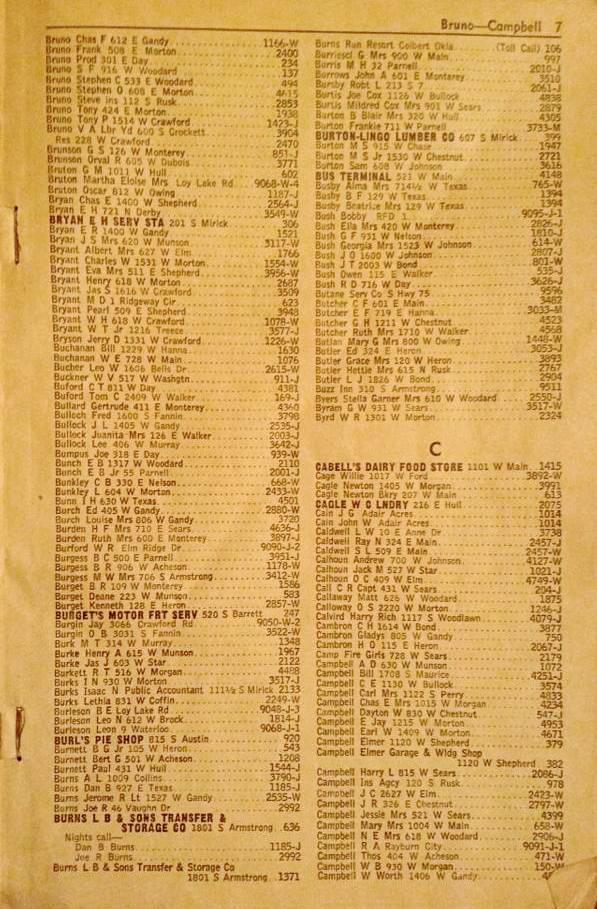 Bruno—Campbell 7
Bruno Chas F 612 E Gandy 1166-W
Bruno Frank 508 E Morton 2400
Bruno Prod 301 E Day 234
Bruno S F 916 W Woodard 137
Bruno Stephen C 533 E Woodard 494
Bruno Stephen O 608 E Morton 4615
Bruno Steve Ins 112 S Rusk 2853
Bruno Tony 424 E Morton 1938
Bruno Tony P 1514 W Crawford 1423-J
Bruno V A Lbr Yd 600 S Crockett 3904
Res 228 W Crawford 2470
Brunson G S 126 W Monterey 851-J
Brunson Orval R 605 W Dubois 3771
Bruton G M 1011 W Hull 602
Bruton Martha Eloise Mrs Loy Lake Rd 9068-W-4
Bruton Oscar 812 W Owing 1187-J
Bryan Chas E 1400 W Shepherd 2564-J
Bryan E H 721 N Derby 3549-W
BRYAN E H SERV STA 201 S Mirick 306
Bryan E R 1400 W Gandy 1521
Bryan J S Mrs 620 W Munson 3117-W
Bryant Albert Mrs 627 W Elm 1766
Bryant Charles W 1531 W Morton 1554-W
Bryant Eva Mrs 511 E Shepherd 3956-W
Bryant Henry 618 W Morton 2687
Bryant Jas S 1616 W Crawford 3509
Bryant M D 1 Ridgeway Cir 623
Bryant Pearl 509 E Shepherd 3948
Bryant W H 618 W Crawford 1078-W
Bryant W T Jr 1216 Treece 3577-J
Bryson Jerry D 1331 W Crawford 1226-W
Buchanan Bill 1229 W Hanna 1630
Buchanan W E 728 W Main 1076
Bucher Leo W 1606 Bells Dr 2615-W
Buckner W V 517 W Washgtn 911-J
Buford C T 811 W Day 4381
Buford Tom C 2409 W Walker 169-J
Bullard Gertrude 411 E Monterey 4360
Bulloch Fred 1600 S Fannin 3798
Bullock J L 1405 W Gandy 2535-J
Bullock Juanita Mrs 126 E Walker 2003-J
Bullock Lee 406 W Murray 3642-J
Bumpus Joe 318 E Day 939-W
Bunch E B 1317 W Woodard 2110
Bunch E B Jr 55 Parnell 2001-J
Bunkley C B 330 E Nelson 668-W
Bunkley L 604 W Morton 2433-W
Bunn I H 630 W Texas 4501
Burch Ed 405 W Gandy 2880-W
Burch Louise Mrs 806 W Gandy 3720
Burden H F Mrs 710 E Sears 4636-J
Burden Ruth Mrs 600 E Monterey 3897-J
Burford W R Elm Ridge Dr 9090-J-2
Burgess B C 500 E Parnell 3951-J
Burgess B R 906 W Acheson 1178-W
Burgess M W Mrs 706 S Armstrong 3412-W
Burget B R 109 W Monterey 1586
Burget Deane 223 W Munson 583
Burget Kenneth 128 E Heron 2857-W
BURGET'S MOTOR FRT SERV 520 S Barrett 247
Burgin Jay 3066 Crawford Rd 9050-W-2
Burgin O B 3031 S Fannin 3522-W
Burk M T 314 W Murray 1348
Burke Henry A 615 W Munson 1967
Burke Jas J 603 W Star 2122
Burkett R T 516 W Morgan 4488
Burks I N 930 W Morton 3517-J
Burks Isaac N Public Accountant 111½ S Mirick 2133
Burks Lethia 831 W Coffin 2249-W
Burleson B E Loy Lake Rd 9048-J-3
Burleson Leo N 612 W Brock 1814-J
Burleson Leon 9 Waterloo 9068-J-1
BURL'S PIE SHOP 815 S Austin 920
Burnett B G Jr 105 W Heron 543
Burnett Bert G 501 W Acheson 1208
Burnett Paul 431 W Hull 1544-J
Burns A L 1009 Collins 3790-J
Burns Dan B 927 E Texas 1185-J
Burns Jerome R Lt 1527 W Gandy 2535-W
Burns Joe R 46 Vaughn Dr 2992
BURNS L B & SONS TRANSFER &
STORAGE CO 1801 S Armstrong 636
Nights call—
Dan B Burns 1185-J
Joe R Burns 2992
Burns L B & Sons Transfer & Storage Co
1801 S Armstrong 1371
Burns Run Resort Colbert Okla (Toll Call) 106
Burriesci G Mrs 900 W Main 997
Burris M H 32 Parnell 2010-J
Burrows John A 601 E Monterey 3510
Bursby Robt L 213 S 7 2061-J
Burtis Joe Cox 1126 W Bullock 4838
Burtis Mildred Cox Mrs 901 W Sears 2879
Burton B Blair Mrs 320 W Hull 4305
Burton Frankie 711 W Parnell 3733-M
BURTON-LINGO LUMBER CO 607 S Mirick 399
Burton M S 915 W Chase 1947
Burton M S Jr 1530 W Chestnut 2721
Burton Sam 608 W Johnson 3618
BUS TERMINAL 521 W Main 4148
Busby Alma Mrs 714½ W Texas 765-W
Busby B F 129 W Texas 1394
Busby Beatrice Mrs 129 W Texas 1394
Bush Bobby RFD 1 9095-J-1
Bush Ella Mrs 420 W Monterey 2826-J
Bush G F 931 W Nelson 1810-J
Bush Georgia Mrs 1523 W Johnson 614-W
Bush J O 1600 W Johnson 2807-J
Bush J T 2003 W Bond 801-W
Bush Owen 115 E Walker 535-J
Bush R D 716 W Day 3626-J
Butane Serv Co S Hwy 75 9596
Butcher C F 601 E Main 3482
Butcher E F 719 E Hanna 3033-M
Butcher G H 1211 W Chestnut 4523
Butcher Ruth Mrs 1710 W Walker 4568
Butlan Mary G Mrs 800 W Owing 1448-W
Butler Ed 324 E Heron 3053-J
Butler Grace Mrs 120 W Heron 3893
Butler Hettie Mrs 615 N Rusk 2767
Butler L J 1826 W Bond 2904
Buzz Inn 310 S Armstrong 9511
Byers Stella Garner Mrs 610 W Woodard 2550-J
Byram G W 931 W Sears 3517-W
Byrd W R 1301 W Morton 2324
C
CABELL'S DAIRY FOOD STORE 1101 W Main 1415
Cage Willie 1017 W Ford 3892-W
Cagle Newton 1405 W Morgan 3991
Cagle Newton Bkry 207 W Main 613
CAGLE W C LNDRY 216 E Hull 2075
Cain J G Adair Acres 1014
Cain John W Adair Acres 1014
Caldwell L W 10 E Anne Dr 3738
Caldwell Ray N 324 E Main 2457-J
Caldwell S L 509 E Main 2457-W
Calhoun Andrew 700 W Johnson 4127-W
Calhoun Jack M 527 W Star 1021-J
Calhoun O C 409 W Elm 4749-W
Call C R Capt 431 W Sears 204-J
Callaway Matt 626 W Woodard 1875
Calloway O S 2220 W Morton 1246-J
Calvird Harry Rich 1117 S Woodlawn 4079-J
Cambron C H 1614 W Bond 3877
Cambron Gladys 805 W Gandy 750
Cambron H O 115 E Heron 2067-J
Camp Fire Girls 728 W Sears 2179
Campbell A D 630 W Munson 1072
Campbell Bill 1708 S Maurice 4251-J
Campbell C E 1130 W Bullock 3574
Campbell Carl Mrs 1122 S Perry 4833
Campbell Chas E Mrs 1015 W Morgan 4234
Campbell Dayton W 830 W Chestnut 547-J
Campbell E Jay 1215 W Morton 4953
Campbell Earl W 1409 W Morton 4671
Campbell Elmer 1120 W Shepherd 379
Campbell Elmer Garage & Wldg Shop
1120 W Shepherd 382
Campbell Harry L 815 W Sears 2086-J
Campbell Ins Agcy 120 S Rusk 978
Campbell J C 2627 W Elm 2423-W
Campbell J R 326 E Chestnut 2797-W
Campbell Jessie Mrs 521 W Sears 4399
Campbell Mary Mrs 1004 W Main 658-W
Campbell N E Mrs 618 W Woodard 2906-J
Campbell R A Rayburn City 9091-J-1
Campbell Thos 404 W Acheson 471-W
Campbell W B 930 W Morgan 150-W
Campbell W Worth 1406 W Gandy